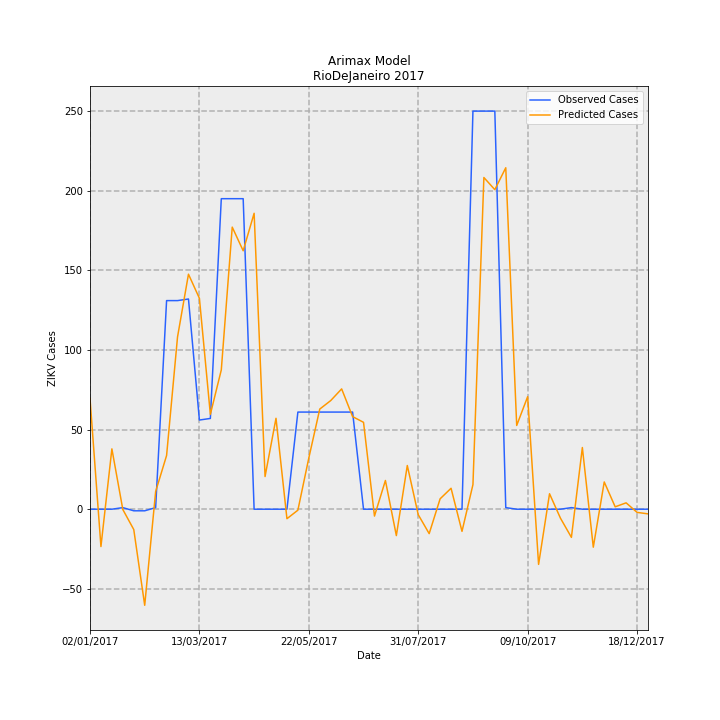 Arimax Model
RioDeJaneiro 2017
Observed Cases
Predicted Cases
250
200
150
100
50
0
−50
ZIKV Cases
02/01/2017
13/03/2017
22/05/2017
31/07/2017
09/10/2017
18/12/2017
Date